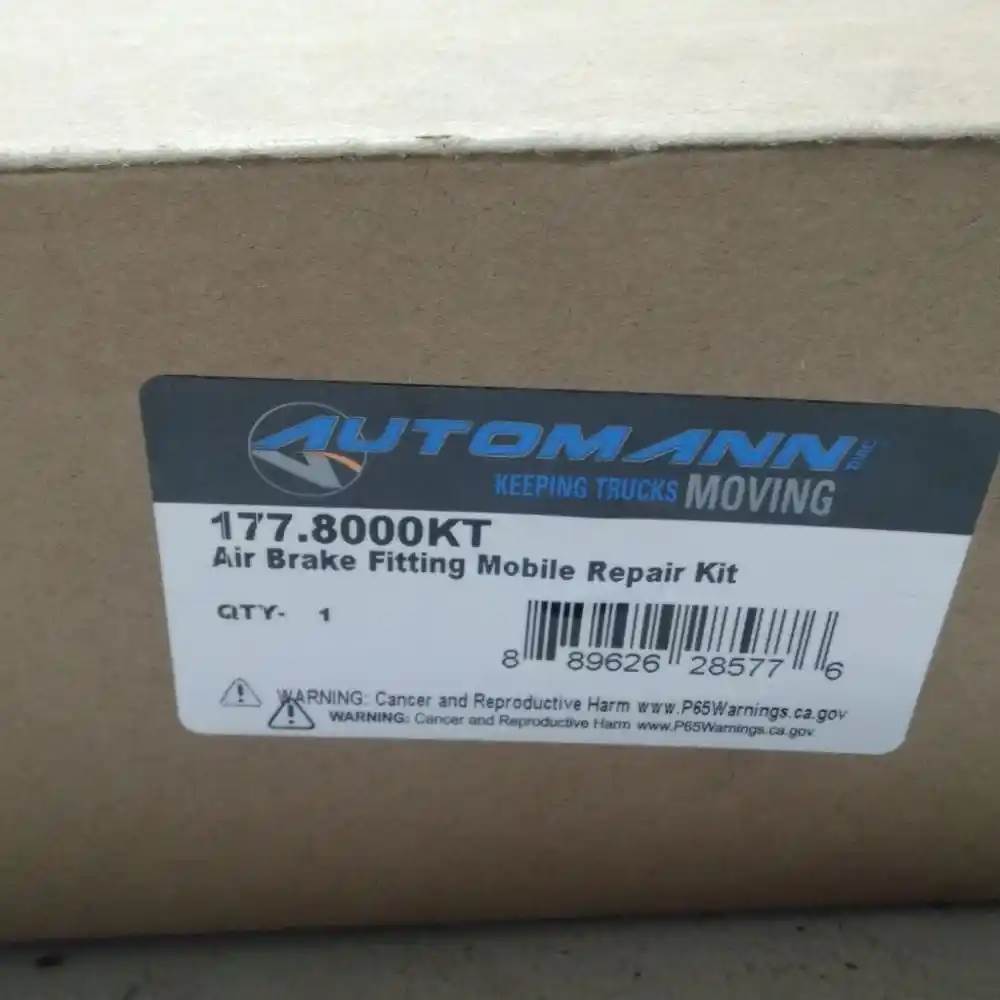 AUTOMANN INC.
KEEPING TRUCKS MOVING
177.8000KT
Air Brake Fitting Mobile Repair Kit
QTY- 1
8 89626 28577 6
WARNING: Cancer and Reproductive Harm www.P65Warnings.ca.gov
WARNING: Cancer and Reproductive Harm www.P65Warnings.ca.gov